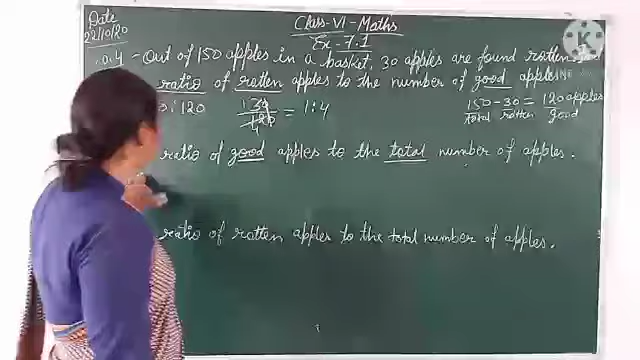 Date
22/10/20
Class-VI-Maths
Ex-7.1
Q.4 - Out of 150 apples in a basket, 30 apples are found rotten
ratio of rotten apples to the number of good apples
: 120 1 30 / 120 4 = 1:4 150-30 = 120 apples
total rotten good
ratio of good apples to the total number of apples.
ratio of rotten apples to the total number of apples.
K